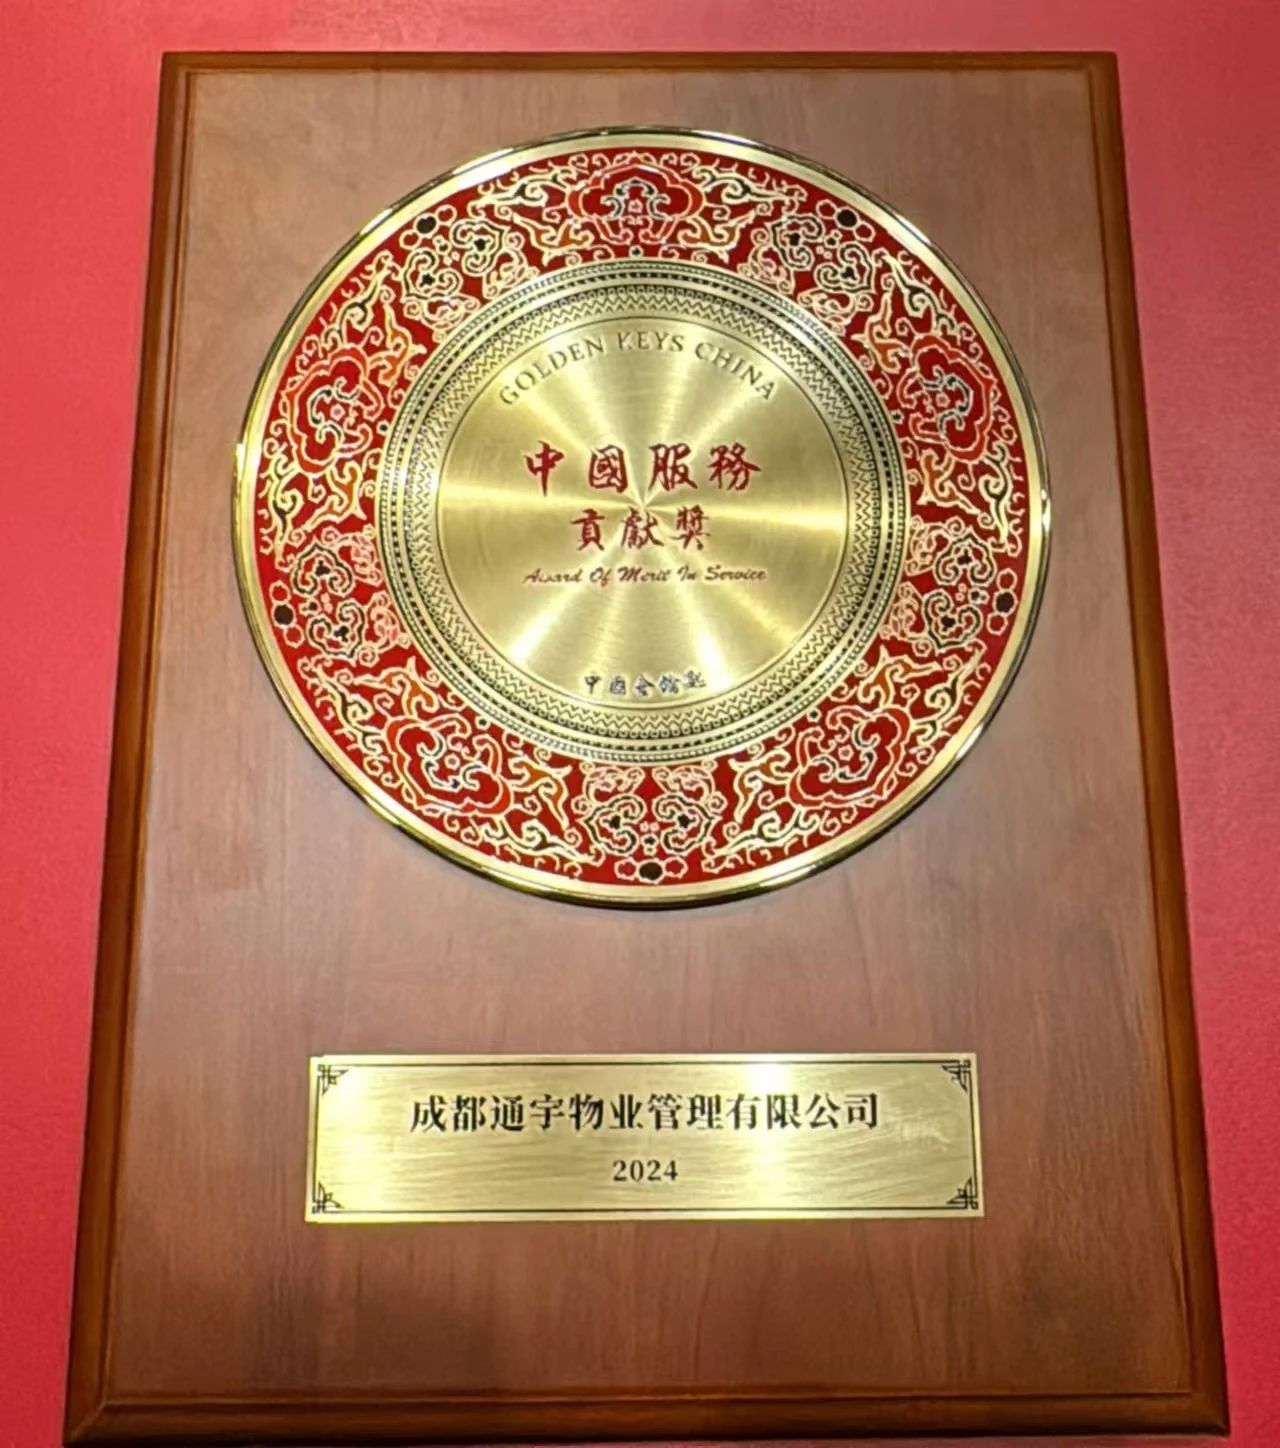 GOLDEN KEYS CHINA
中國服務
貢獻獎
Award Of Merit In Service
中國金鑰匙
成都通宇物业管理有限公司
2024